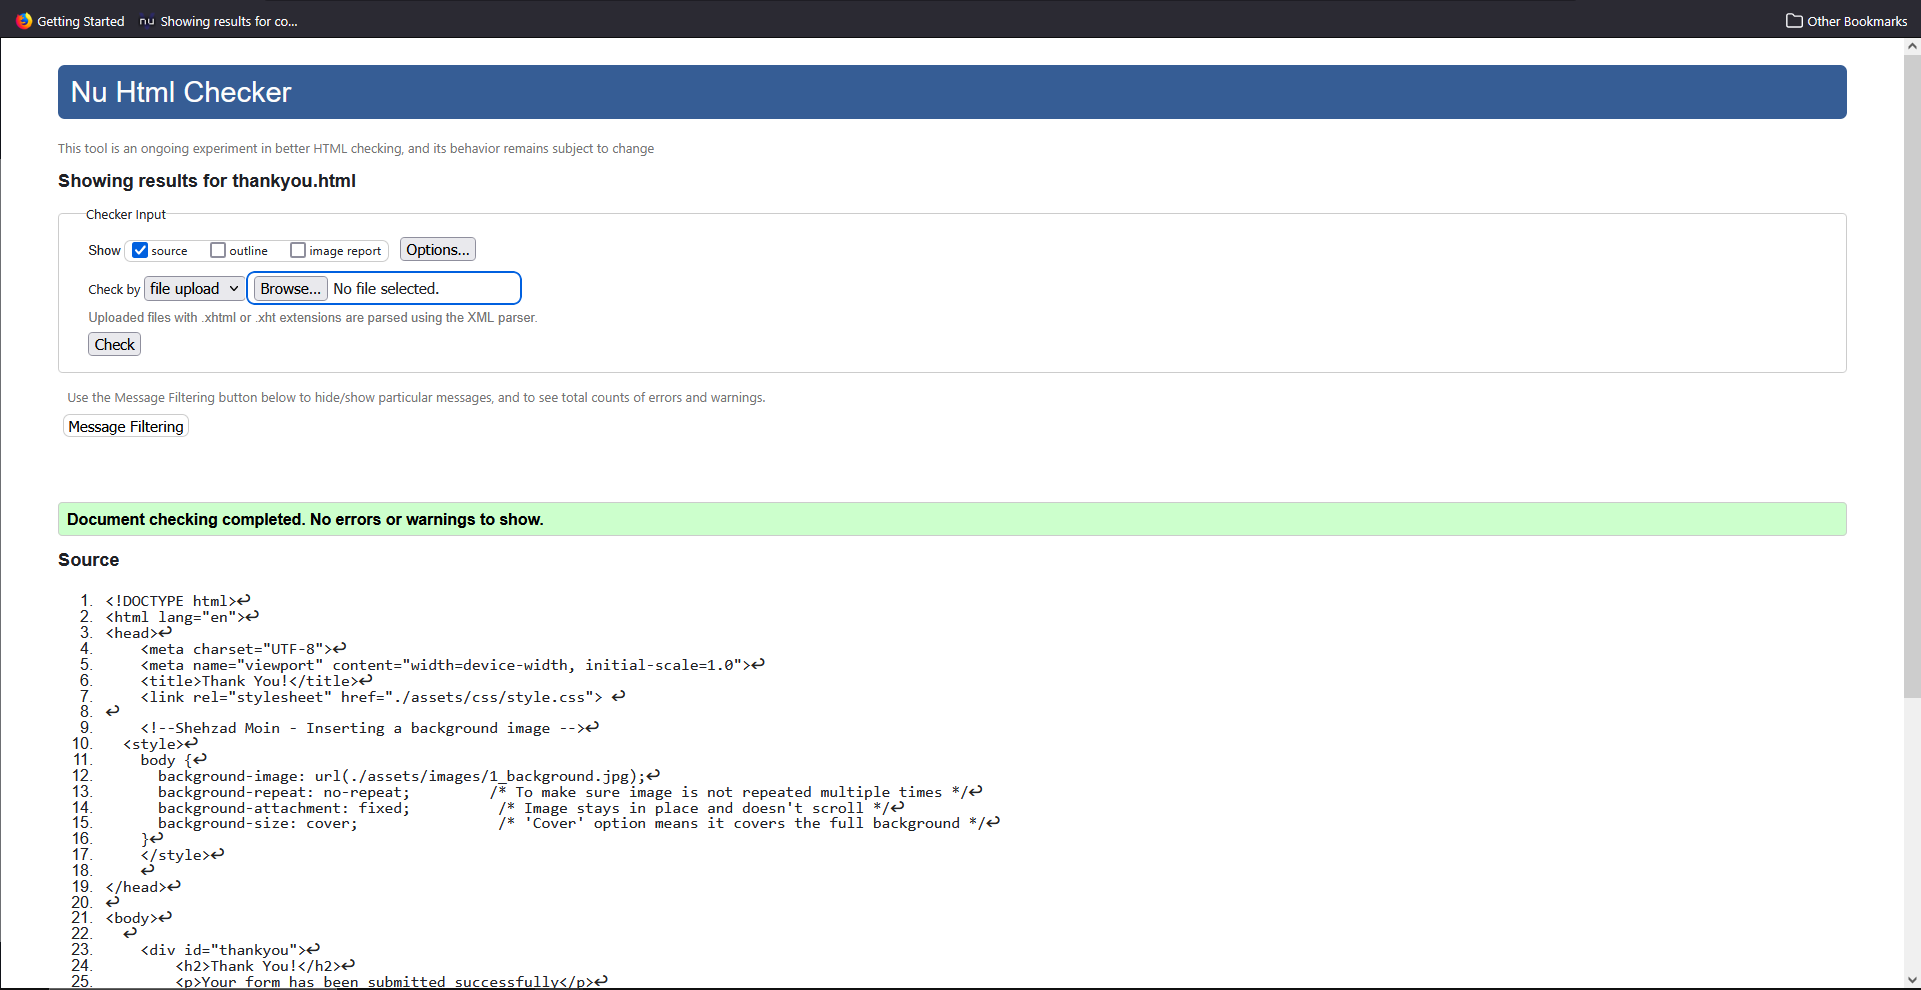 Getting Started nu Showing results for co... Other Bookmarks
Nu Html Checker
This tool is an ongoing experiment in better HTML checking, and its behavior remains subject to change
Showing results for thankyou.html
Checker Input
Show source outline image report Options...
Check by file upload Browse... No file selected.
Uploaded files with .xhtml or .xht extensions are parsed using the XML parser.
Check
Use the Message Filtering button below to hide/show particular messages, and to see total counts of errors and warnings.
Message Filtering
Document checking completed. No errors or warnings to show.
Source
1. <!DOCTYPE html>↩
2. <html lang="en">↩
3. <head>↩
4.     <meta charset="UTF-8">↩
5.     <meta name="viewport" content="width=device-width, initial-scale=1.0">↩
6.     <title>Thank You!</title>↩
7.     <link rel="stylesheet" href="./assets/css/style.css"> ↩
8. ↩
9.     <!--Shehzad Moin - Inserting a background image -->↩
10.   <style>↩
11.     body {↩
12.       background-image: url(./assets/images/1_background.jpg);↩
13.       background-repeat: no-repeat;         /* To make sure image is not repeated multiple times */↩
14.       background-attachment: fixed;          /* Image stays in place and doesn't scroll */↩
15.       background-size: cover;                /* 'Cover' option means it covers the full background */↩
16.     }↩
17.     </style>↩
18.     ↩
19. </head>↩
20. ↩
21. <body>↩
22.   ↩
23.     <div id="thankyou">↩
24.         <h2>Thank You!</h2>↩
25.         <p>Your form has been submitted successfully</p>↩